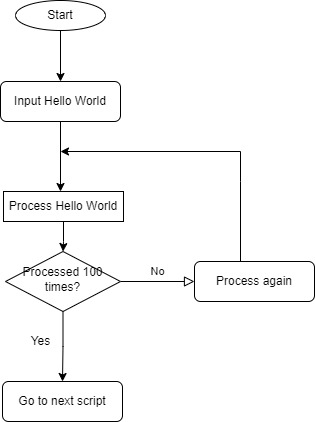 Start
Input Hello World
Process Hello World
Processed 100
times?
No
Process again
Yes
Go to next script